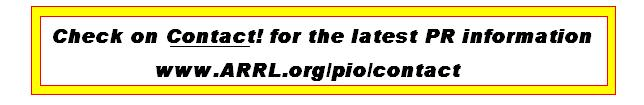 Check on Contact! for the latest PR information
www.ARRL.org/pio/contact